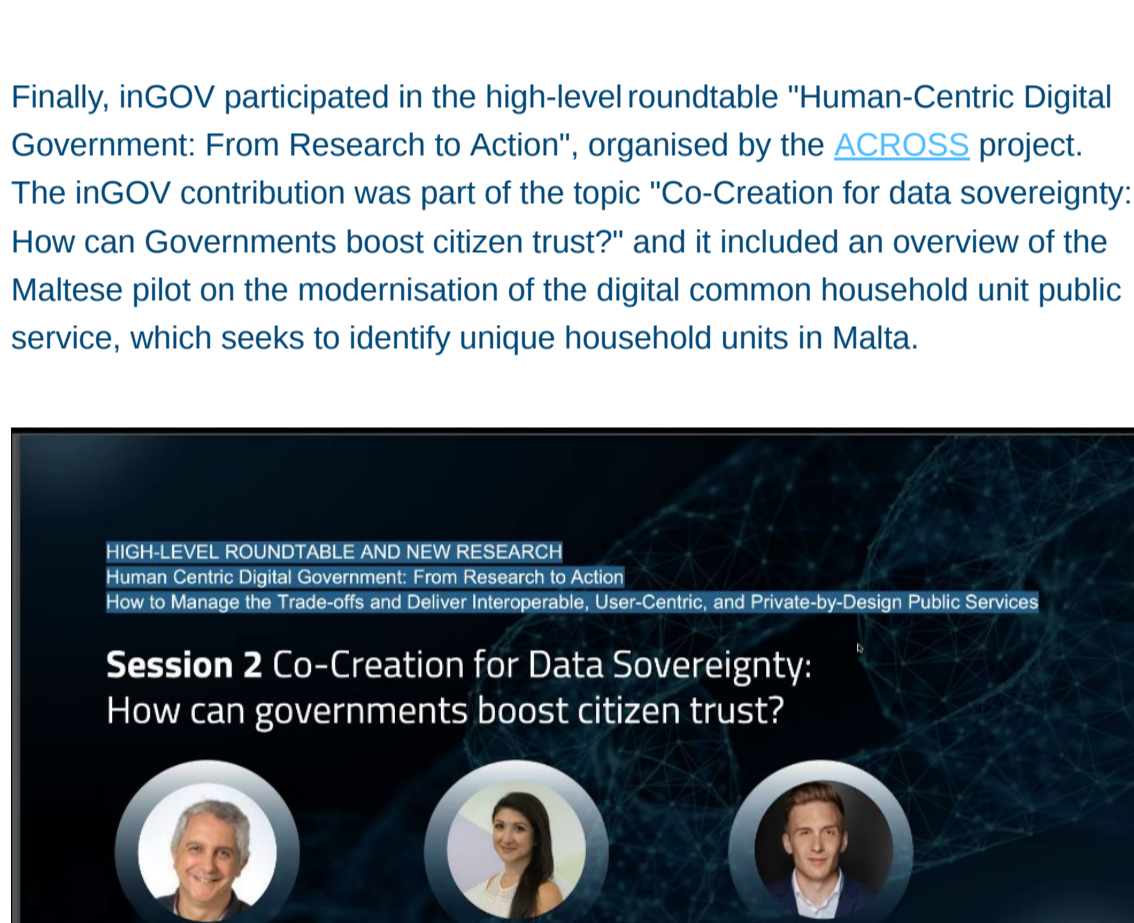 Finally, inGOV participated in the high-level roundtable "Human-Centric Digital
Government: From Research to Action", organised by the ACROSS project.
The inGOV contribution was part of the topic "Co-Creation for data sovereignty:
How can Governments boost citizen trust?" and it included an overview of the
Maltese pilot on the modernisation of the digital common household unit public
service, which seeks to identify unique household units in Malta.
HIGH-LEVEL ROUNDTABLE AND NEW RESEARCH
Human Centric Digital Government: From Research to Action
How to Manage the Trade-offs and Deliver Interoperable, User-Centric, and Private-by-Design Public Services
Session 2 Co-Creation for Data Sovereignty:
How can governments boost citizen trust?